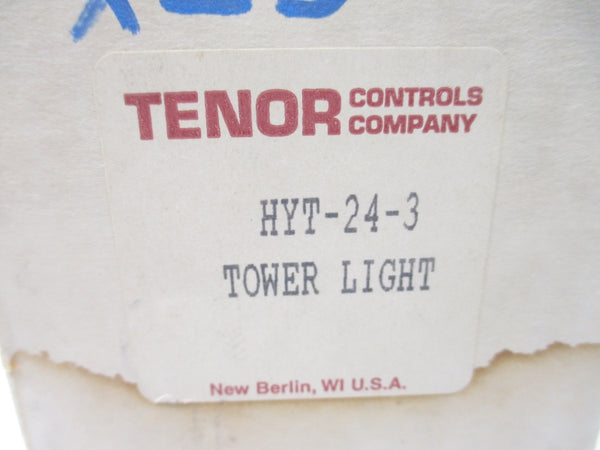 TENOR CONTROLS COMPANY
HYT-24-3
TOWER LIGHT
New Berlin, WI U.S.A.